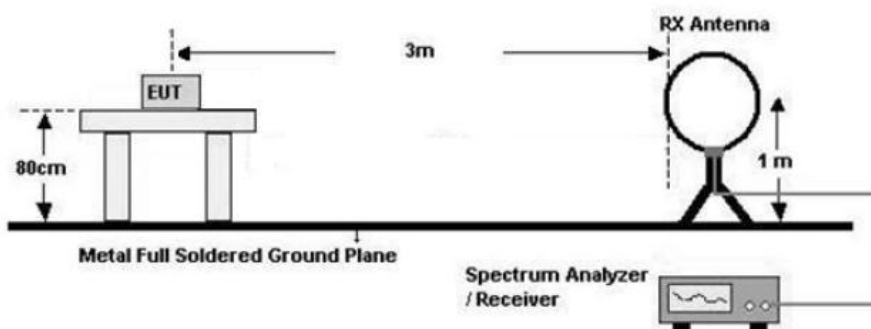 RX Antenna
3m
EUT
80cm
1 m
Metal Full Soldered Ground Plane
Spectrum Analyzer
/ Receiver